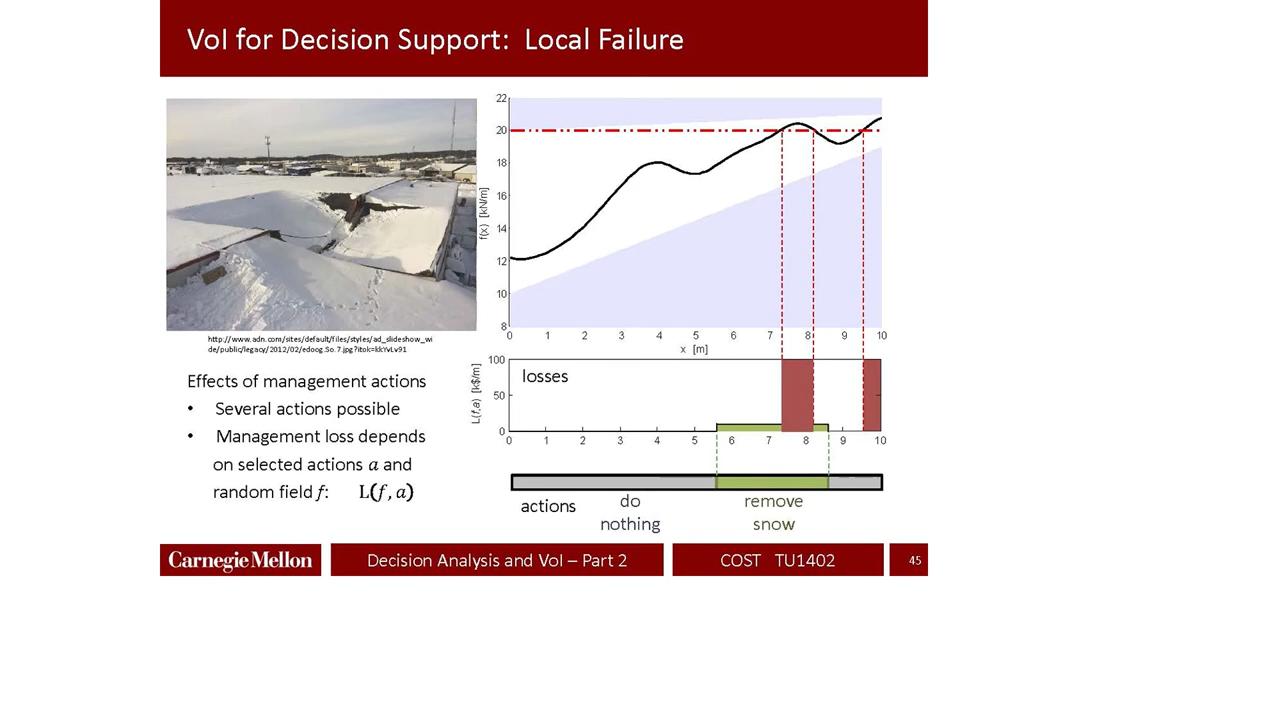 VoI for Decision Support: Local Failure
22
20
18
16
14
12
10
8
f(x) [kN/m]
0 1 2 3 4 5 6 7 8 9 10
x [m]
http://www.adn.com/sites/default/files/styles/ad_slideshow_wi
de/public/legacy/2012/02/edoog.So.7.jpg?itok=kkYvLv91
Effects of management actions
• Several actions possible
• Management loss depends
on selected actions a and
random field f: L(f, a)
100
50
0
L(f,a) [k$/m]
losses
0 1 2 3 4 5 6 7 8 9 10
actions
do
nothing
remove
snow
Carnegie Mellon
Decision Analysis and VoI – Part 2
COST TU1402
45